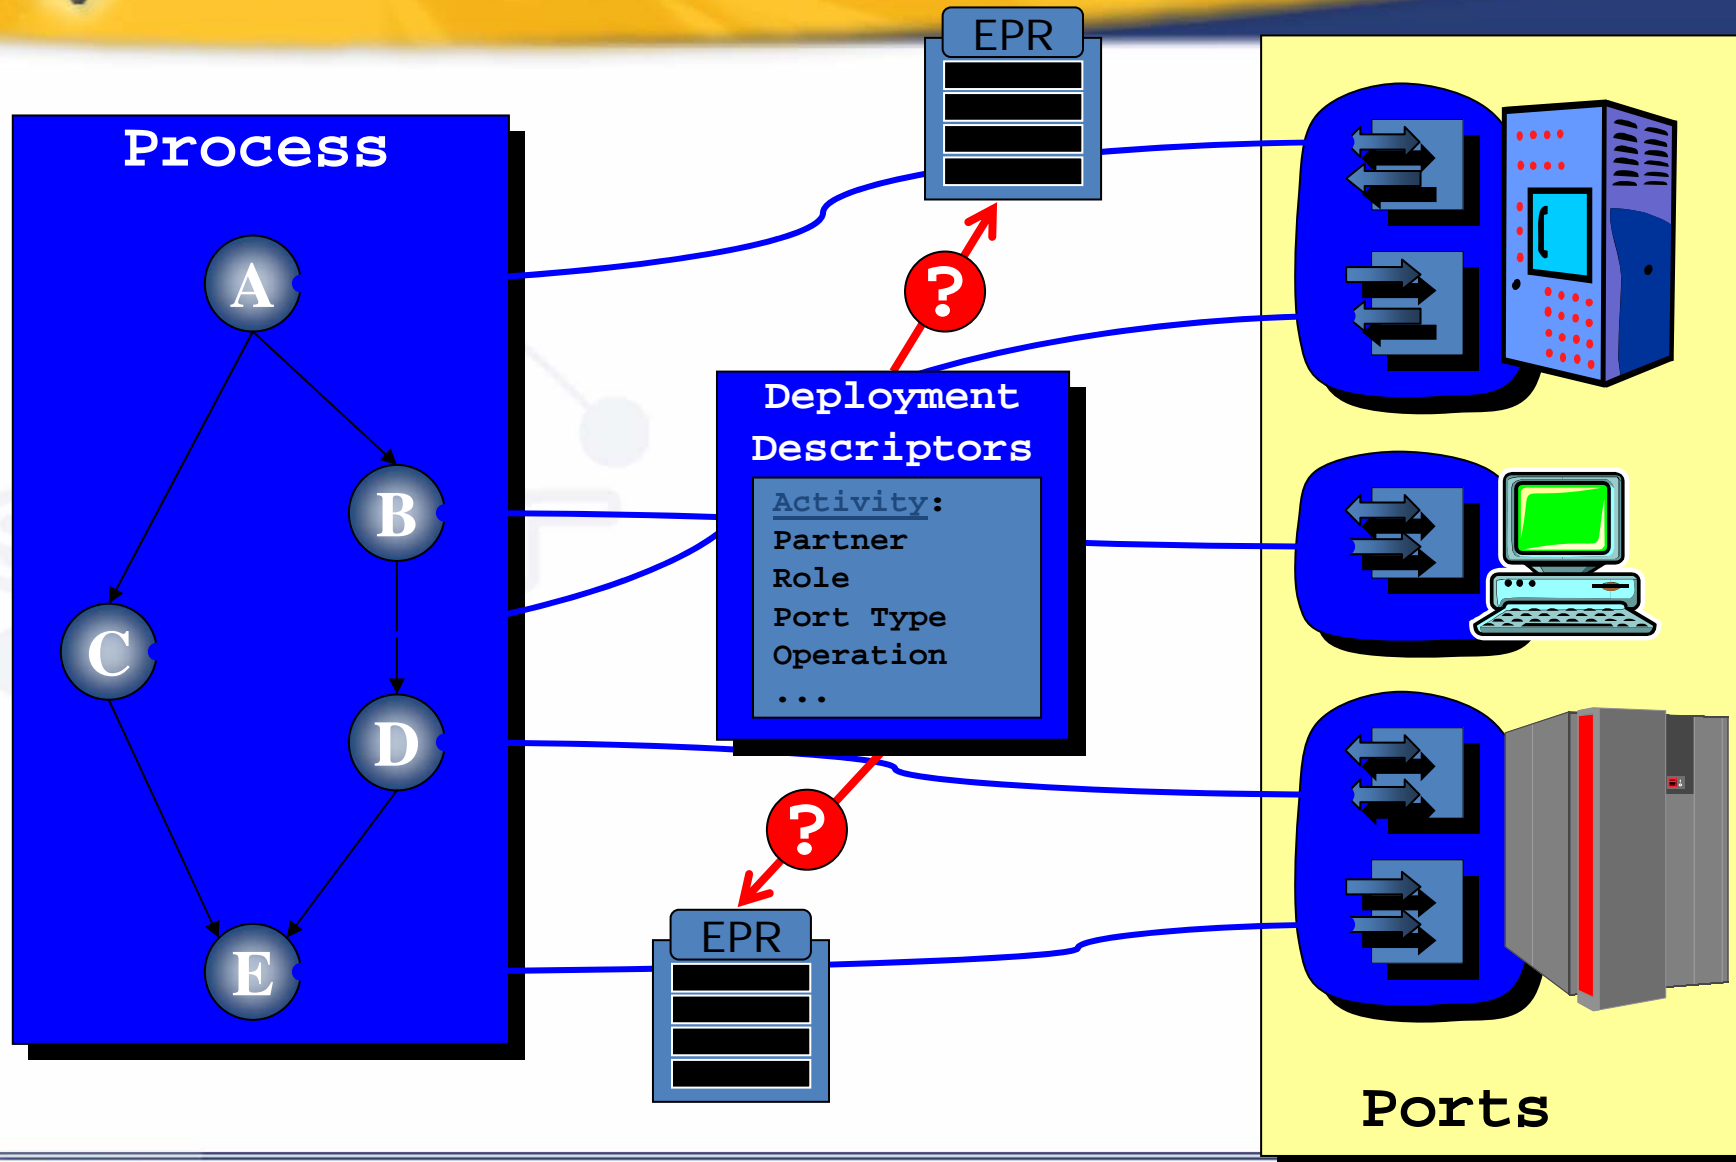 EPR
Process
A
?
Deployment
Descriptors
Activity:
Partner
Role
Port Type
Operation
...
B
C
D
?
EPR
E
Ports